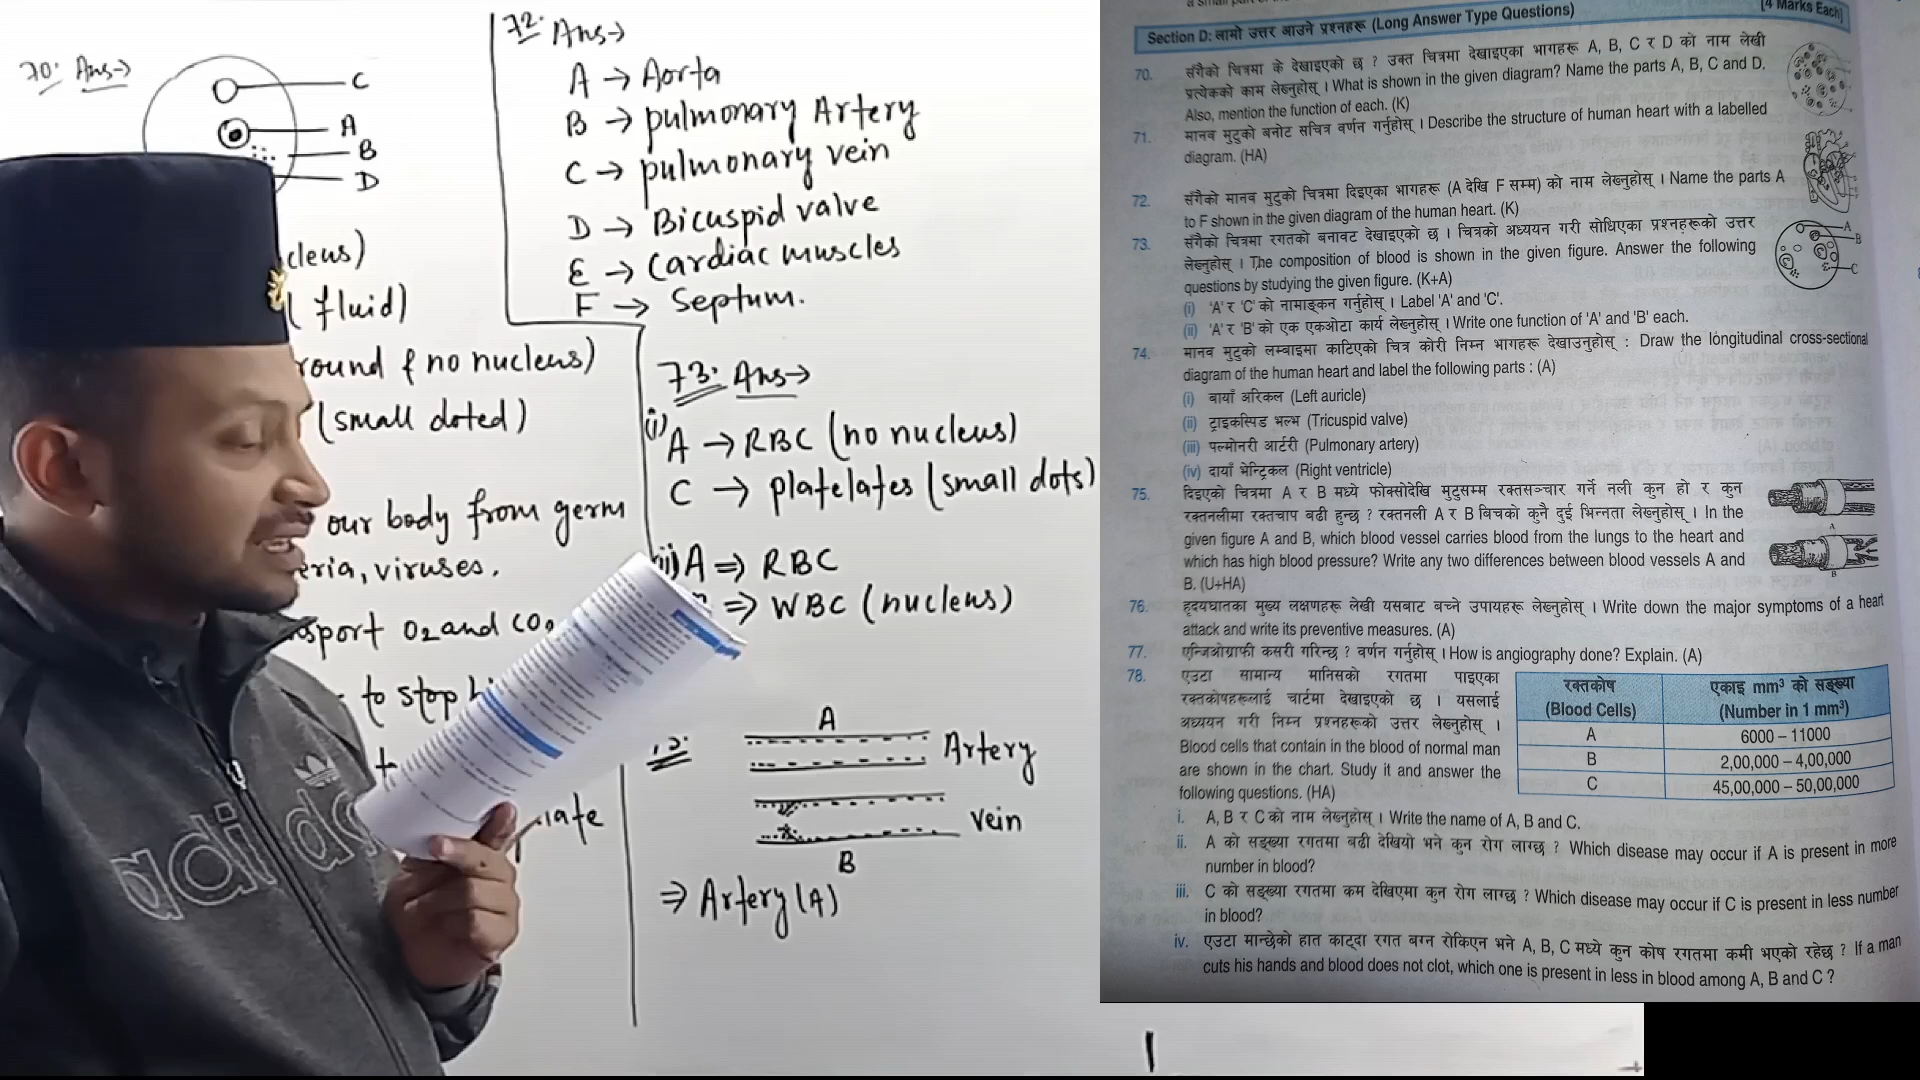 70. Ans→
C
A
B
D
cleus)
( fluid)
round & no nucleus)
(small doted)
our body from germ
eria, viruses.
sport O₂ and CO₂
to stop
late
adidas
72. Ans→
A → Aorta
B → pulmonary Artery
C → pulmonary vein
D → Bicuspid valve
E → Cardiac muscles
F → Septum.
73. Ans→
(i) A → RBC (no nucleus)
C → platelates (small dots)
A ⇒ RBC
⇒ WBC (nucleus)
A
Artery
vein
B
⇒ Artery (A)
Section D: लामो उत्तर आउने प्रश्नहरू (Long Answer Type Questions)
[4 Marks Each]
70. सँगैको चित्रमा के देखाइएको छ ? उक्त चित्रमा देखाइएका भागहरू A, B, C र D को नाम लेखी
प्रत्येकको काम लेख्नुहोस् । What is shown in the given diagram? Name the parts A, B, C and D.
Also, mention the function of each. (K)
71. मानव मुटुको बनोट सचित्र वर्णन गर्नुहोस् । Describe the structure of human heart with a labelled
diagram. (HA)
72. सँगैको मानव मुटुको चित्रमा दिइएका भागहरू (A देखि F सम्म) को नाम लेख्नुहोस् । Name the parts A
to F shown in the given diagram of the human heart. (K)
73. सँगैको चित्रमा रगतको बनावट देखाइएको छ । चित्रको अध्ययन गरी सोधिएका प्रश्नहरूको उत्तर
लेख्नुहोस् । The composition of blood is shown in the given figure. Answer the following
questions by studying the given figure. (K+A)
A
B
C
(i) 'A' र 'C' को नामाङ्कन गर्नुहोस् । Label 'A' and 'C'.
(ii) 'A' र 'B' को एक एकओटा कार्य लेख्नुहोस् । Write one function of 'A' and 'B' each.
74. मानव मुटुको लम्बाइमा काटिएको चित्र कोरी निम्न भागहरू देखाउनुहोस् : Draw the longitudinal cross-sectional
diagram of the human heart and label the following parts : (A)
(i) बायाँ अरिकल (Left auricle)
(ii) ट्राइकस्पिड भल्भ (Tricuspid valve)
(iii) पल्मोनरी आर्टरी (Pulmonary artery)
(iv) दायाँ भेन्ट्रिकल (Right ventricle)
75. दिइएको चित्रमा A र B मध्ये फोक्सोदेखि मुटुसम्म रक्तसञ्चार गर्ने नली कुन हो र कुन
रक्तनलीमा रक्तचाप बढी हुन्छ ? रक्तनली A र B बिचको कुनै दुई भिन्नता लेख्नुहोस् । In the
given figure A and B, which blood vessel carries blood from the lungs to the heart and
which has high blood pressure? Write any two differences between blood vessels A and
B. (U+HA)
A
B
76. हृदयघातका मुख्य लक्षणहरू लेखी यसबाट बच्ने उपायहरू लेख्नुहोस् । Write down the major symptoms of a heart
attack and write its preventive measures. (A)
77. एन्जिओग्राफी कसरी गरिन्छ ? वर्णन गर्नुहोस् । How is angiography done? Explain. (A)
78. एउटा सामान्य मानिसको रगतमा पाइएका
रक्तकोषहरूलाई चार्टमा देखाइएको छ । यसलाई
अध्ययन गरी निम्न प्रश्नहरूको उत्तर लेख्नुहोस् ।
Blood cells that contain in the blood of normal man
are shown in the chart. Study it and answer the
following questions. (HA)
रक्तकोष (Blood Cells) एकाइ mm³ को सङ्ख्या (Number in 1 mm³)
A 6000 – 11000
B 2,00,000 – 4,00,000
C 45,00,000 – 50,00,000
i. A, B र C को नाम लेख्नुहोस् । Write the name of A, B and C.
ii. A को सङ्ख्या रगतमा बढी देखियो भने कुन रोग लाग्छ ? Which disease may occur if A is present in more
number in blood?
iii. C को सङ्ख्या रगतमा कम देखिएमा कुन रोग लाग्छ ? Which disease may occur if C is present in less number
in blood?
iv. एउटा मान्छेको हात काट्दा रगत बग्न रोकिएन भने A, B, C मध्ये कुन कोष रगतमा कमी भएको रहेछ ? If a man
cuts his hands and blood does not clot, which one is present in less in blood among A, B and C ?